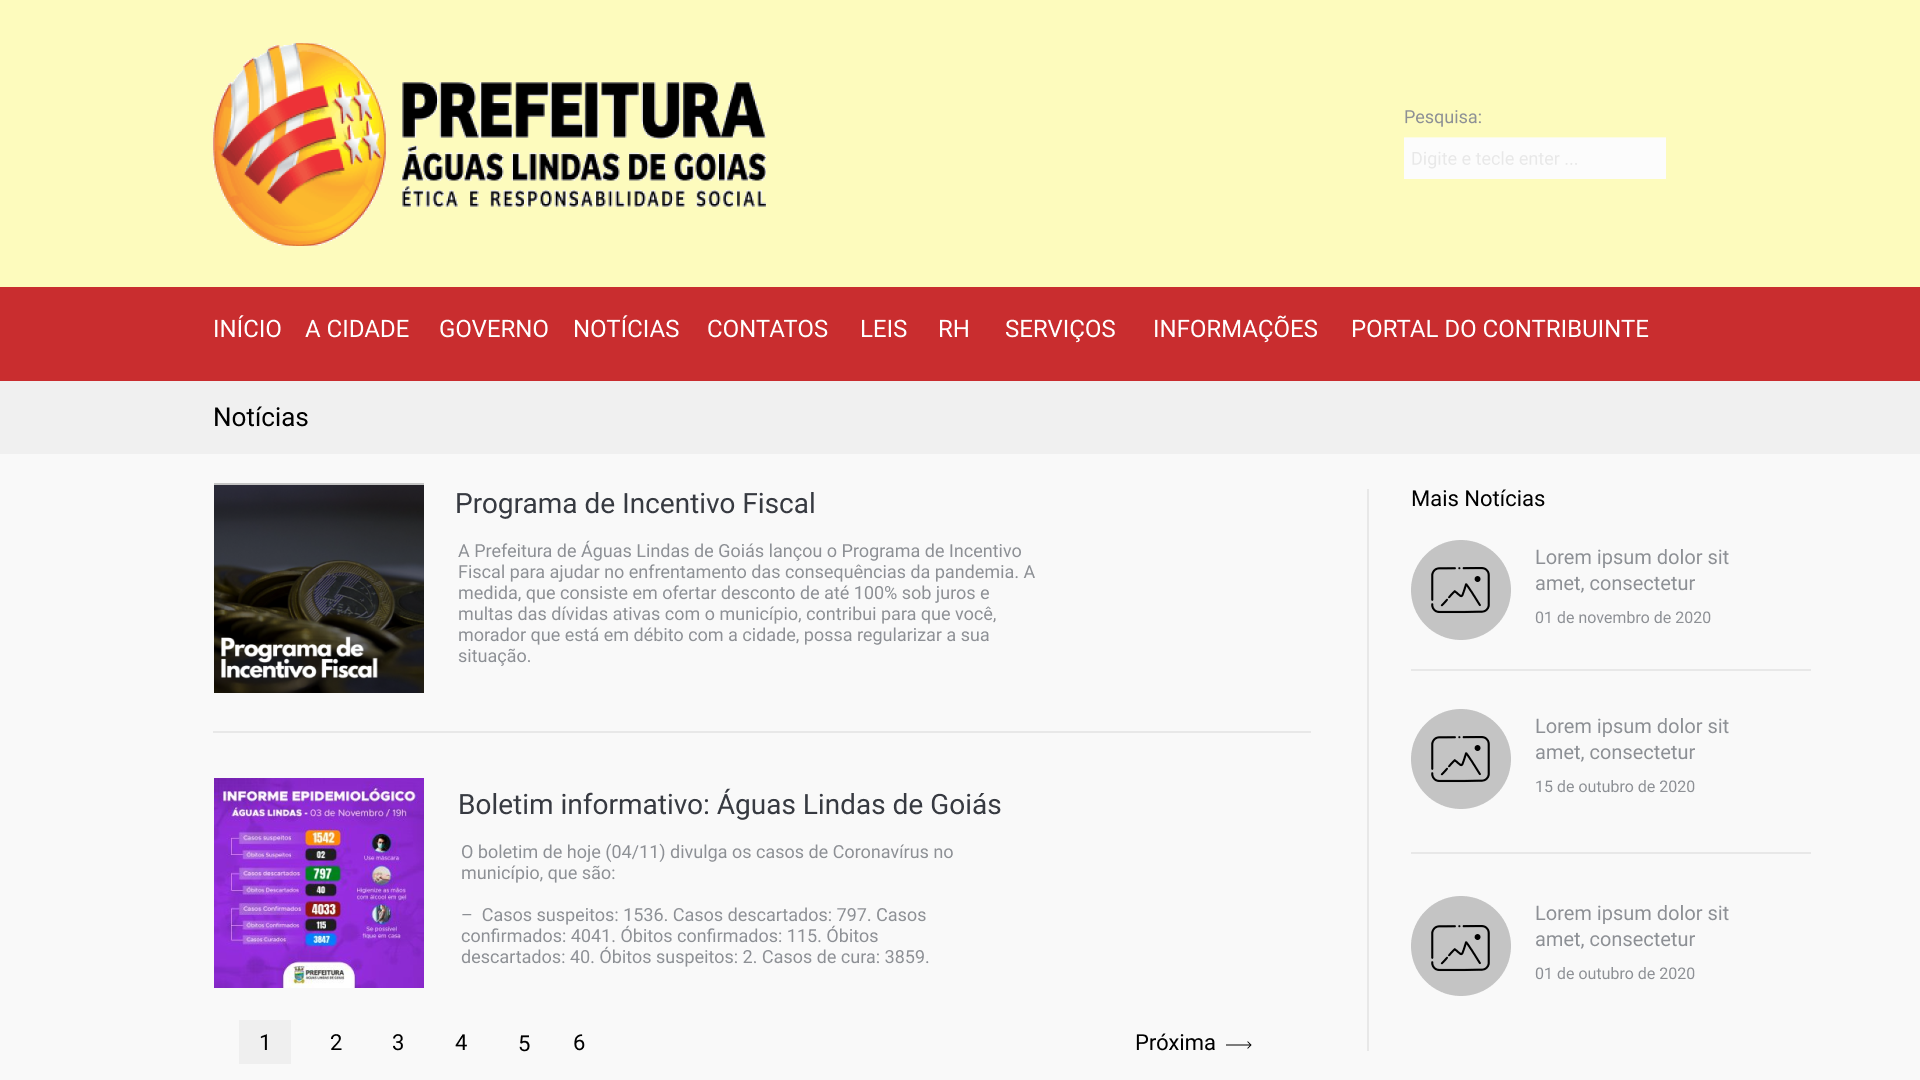 PREFEITURA
ÁGUAS LINDAS DE GOIAS
ÉTICA E RESPONSABILIDADE SOCIAL
Pesquisa:
Digite e tecle enter ...
INÍCIO A CIDADE GOVERNO NOTÍCIAS CONTATOS LEIS RH SERVIÇOS INFORMAÇÕES PORTAL DO CONTRIBUINTE
Notícias
Programa de
Incentivo Fiscal
Programa de Incentivo Fiscal
A Prefeitura de Águas Lindas de Goiás lançou o Programa de Incentivo
Fiscal para ajudar no enfrentamento das consequências da pandemia. A
medida, que consiste em ofertar desconto de até 100% sob juros e
multas das dívidas ativas com o município, contribui para que você,
morador que está em débito com a cidade, possa regularizar a sua
situação.
INFORME EPIDEMIOLÓGICO
ÁGUAS LINDAS - 03 de Novembro / 19h
Casos suspeitos 1542
Óbitos Suspeitos 02
Casos descartados 797
Óbitos Descartados 40
Casos Confirmados 4033
Óbitos Confirmados 115
Casos Curados 3847
Use máscara
Higienize as mãos
com álcool em gel
Se possível
fique em casa
PREFEITURA
ÁGUAS LINDAS DE GOIÁS
Boletim informativo: Águas Lindas de Goiás
O boletim de hoje (04/11) divulga os casos de Coronavírus no
município, que são:
– Casos suspeitos: 1536. Casos descartados: 797. Casos
confirmados: 4041. Óbitos confirmados: 115. Óbitos
descartados: 40. Óbitos suspeitos: 2. Casos de cura: 3859.
1 2 3 4 5 6 Próxima
Mais Notícias
Lorem ipsum dolor sit
amet, consectetur
01 de novembro de 2020
Lorem ipsum dolor sit
amet, consectetur
15 de outubro de 2020
Lorem ipsum dolor sit
amet, consectetur
01 de outubro de 2020